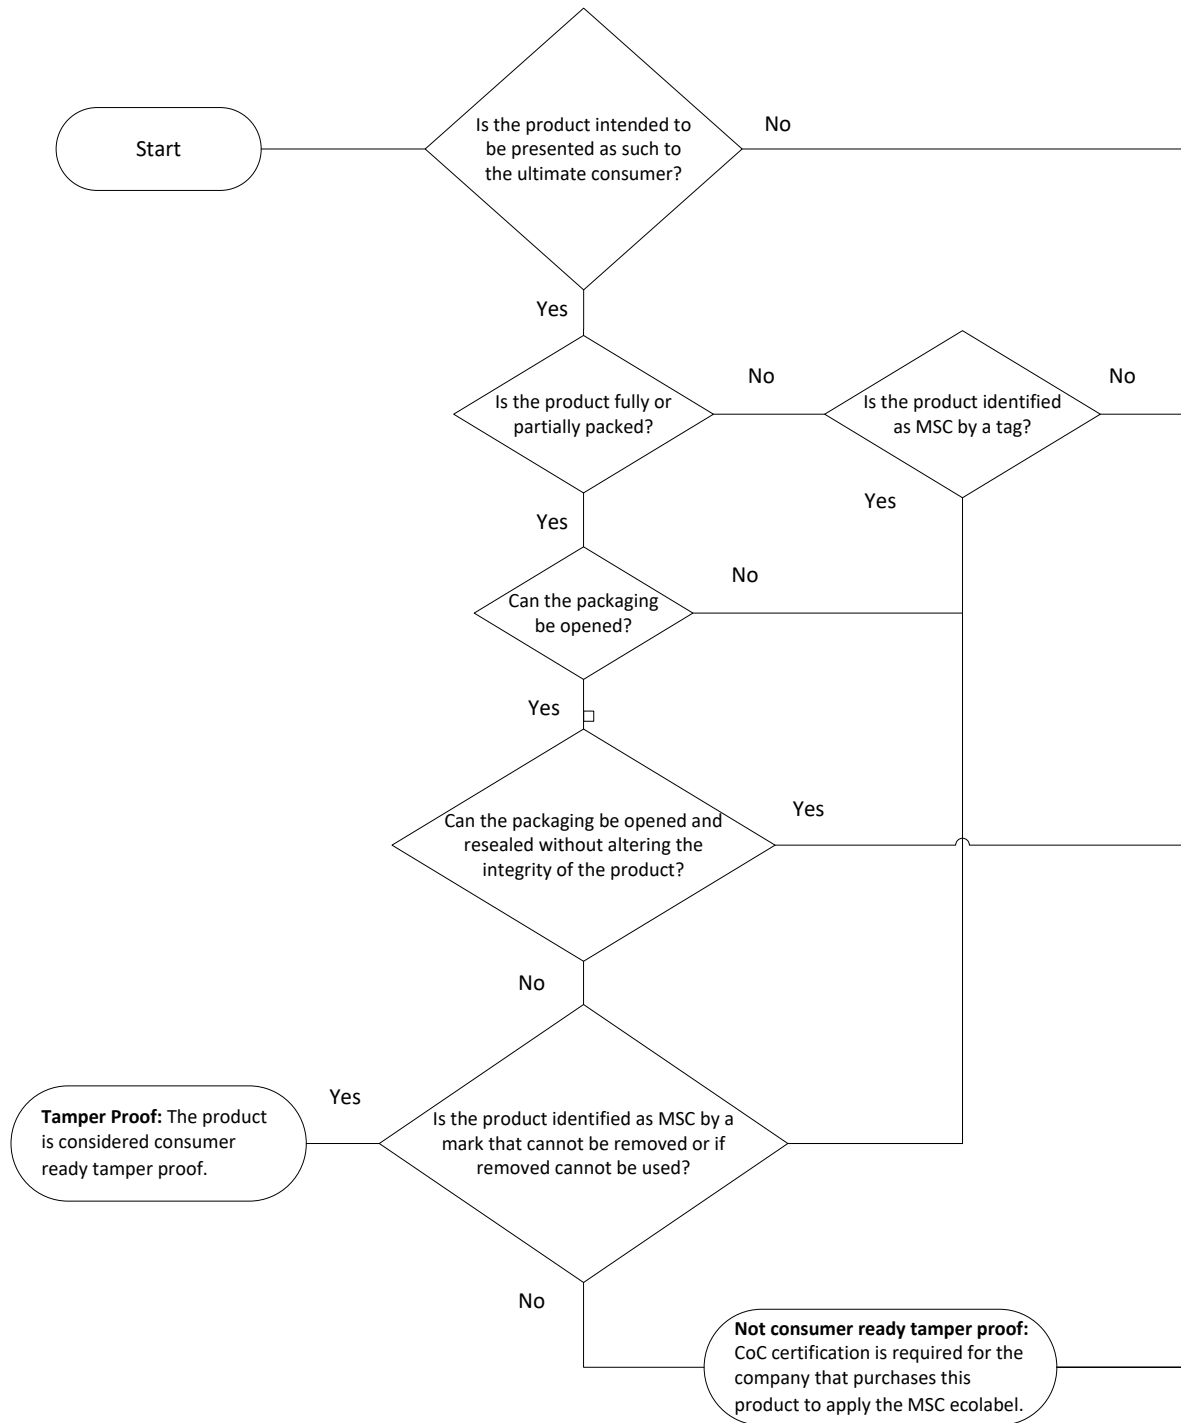 Start
Is the product intended to
be presented as such to
the ultimate consumer?
No
Yes
Is the product fully or
partially packed?
No
Is the product identified
as MSC by a tag?
No
Yes
Yes
Can the packaging
be opened?
No
Yes
Can the packaging be opened and
resealed without altering the
integrity of the product?
Yes
No
Tamper Proof: The product
is considered consumer
ready tamper proof.
Yes
Is the product identified as MSC by a
mark that cannot be removed or if
removed cannot be used?
No
Not consumer ready tamper proof:
CoC certification is required for the
company that purchases this
product to apply the MSC ecolabel.